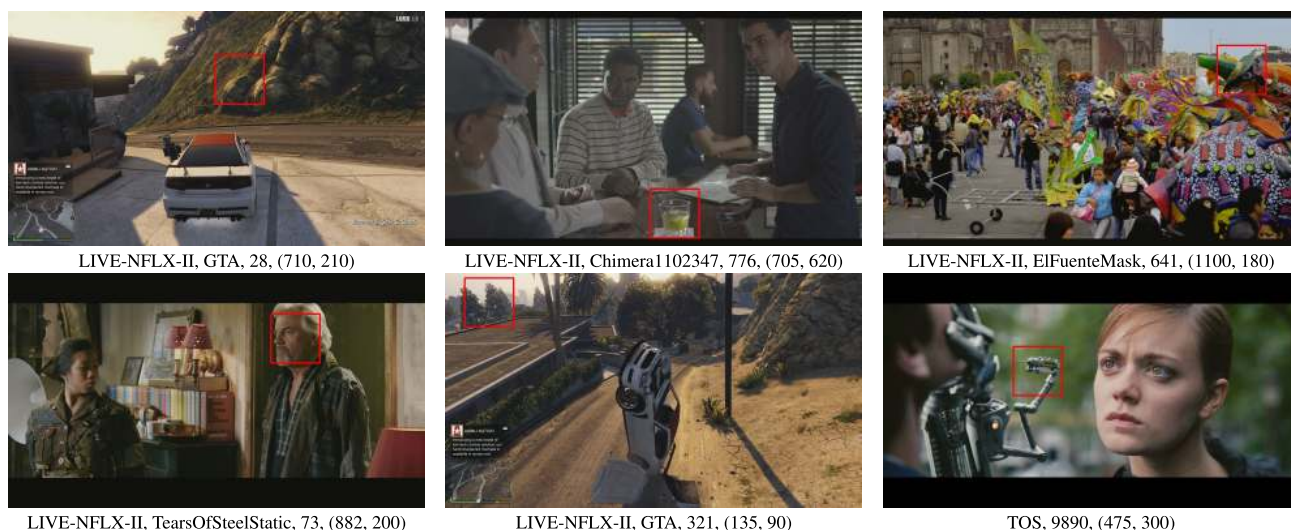 LIVE-NFLX-II, GTA, 28, (710, 210)
LIVE-NFLX-II, Chimera1102347, 776, (705, 620)
LIVE-NFLX-II, ElFuenteMask, 641, (1100, 180)
LIVE-NFLX-II, TearsOfSteelStatic, 73, (882, 200)
LIVE-NFLX-II, GTA, 321, (135, 90)
TOS, 9890, (475, 300)